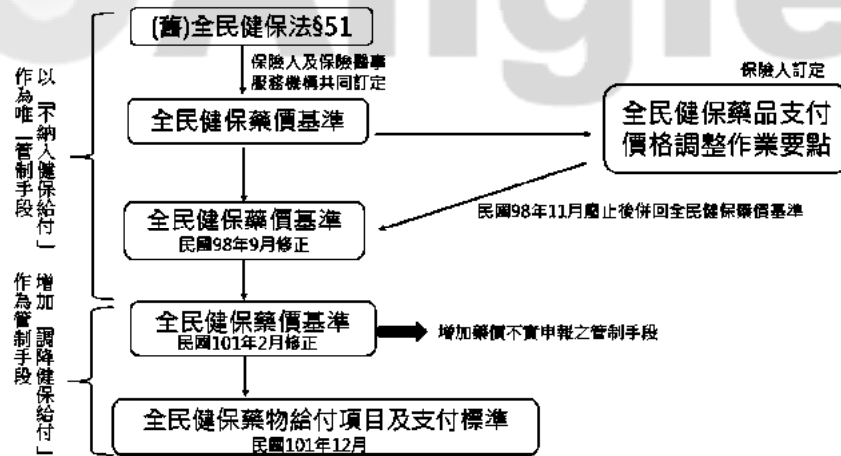 (舊)全民健保法§51
保險人及保險醫事
服務機構共同訂定
保險人訂定
全民健保藥價基準
全民健保藥品支付
價格調整作業要點
以「不納入健保給付」
作為唯一管制手段
全民健保藥價基準
民國98年9月修正
民國98年11月廢止後併回全民健保藥價基準
增加「調降健保給付」
作為管制手段
全民健保藥價基準
民國101年2月修正
增加藥價不實申報之管制手段
全民健保藥物給付項目及支付標準
民國101年12月